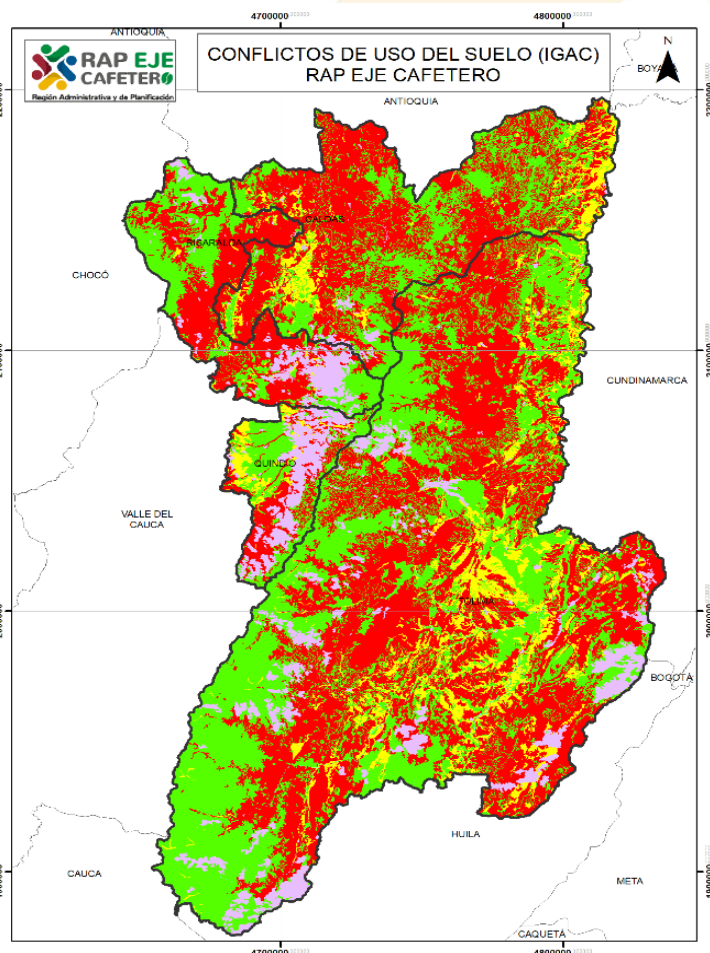 4700000
4800000
ANTIOQUIA
RAP EJE
CAFETERO
Región Administrativa y de Planificación
CONFLICTOS DE USO DEL SUELO (IGAC)
RAP EJE CAFETERO
N
ANTIOQUIA
CALDAS
RISARALDA
CHOCÓ
CUNDINAMARCA
QUINDÍO
VALLE DEL
CAUCA
TOLIMA
BOGOTÁ
HUILA
CAUCA
META
CAQUETÁ
4700000
4800000